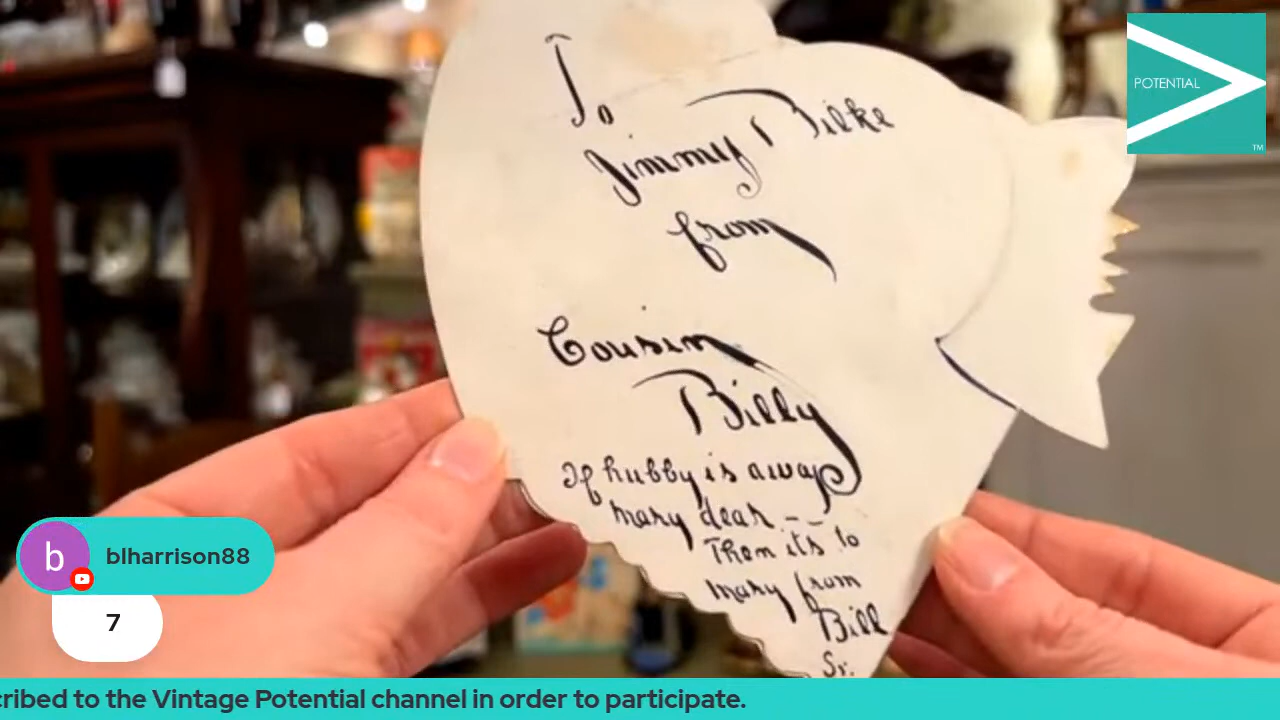 To
Jimmy Bilke
from
Cousin
Billy
If hubby is away
Mary dear --
Then it's to
Mary from
Bill
Sr.
POTENTIAL
TM
blharrison88
7
cribed to the Vintage Potential channel in order to participate.